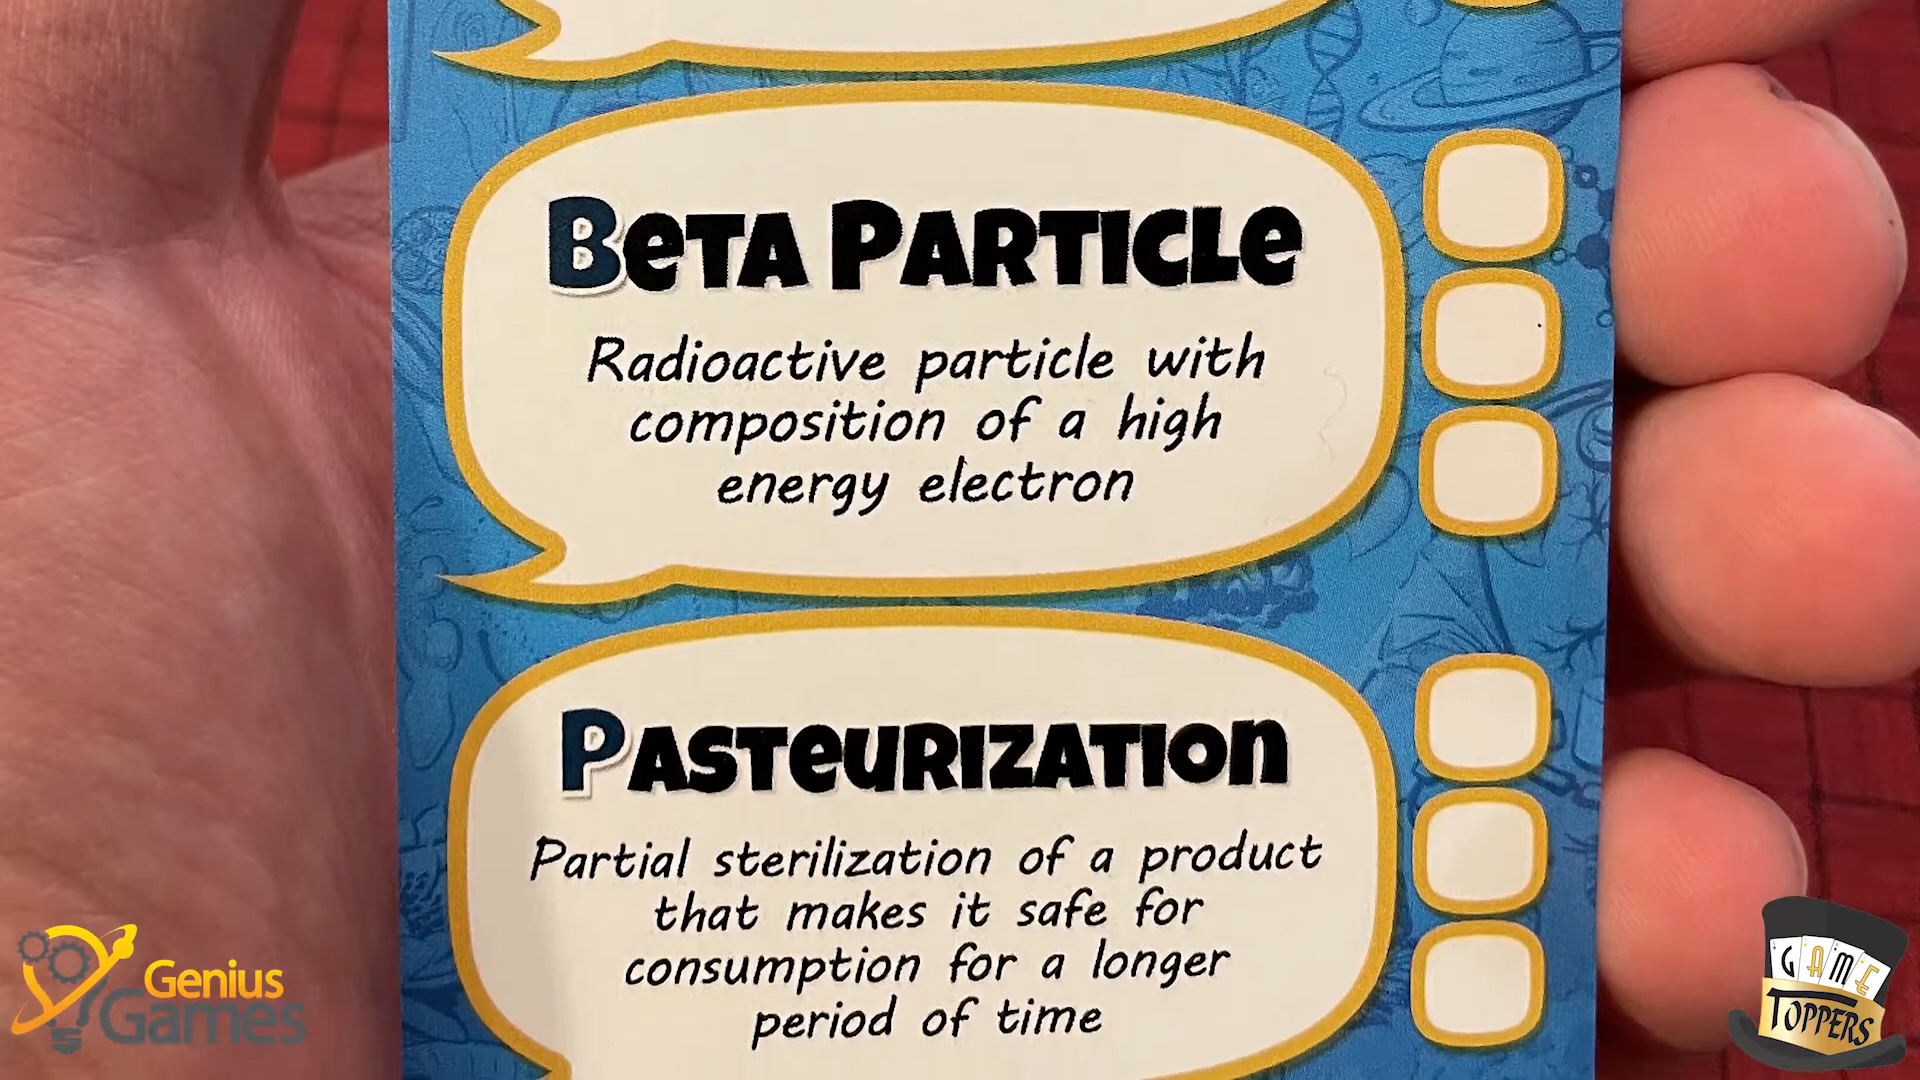 Beta Particle
Radioactive particle with
composition of a high
energy electron
Pasteurization
Partial sterilization of a product
that makes it safe for
consumption for a longer
period of time
Genius
Games
GAME
TOPPERS